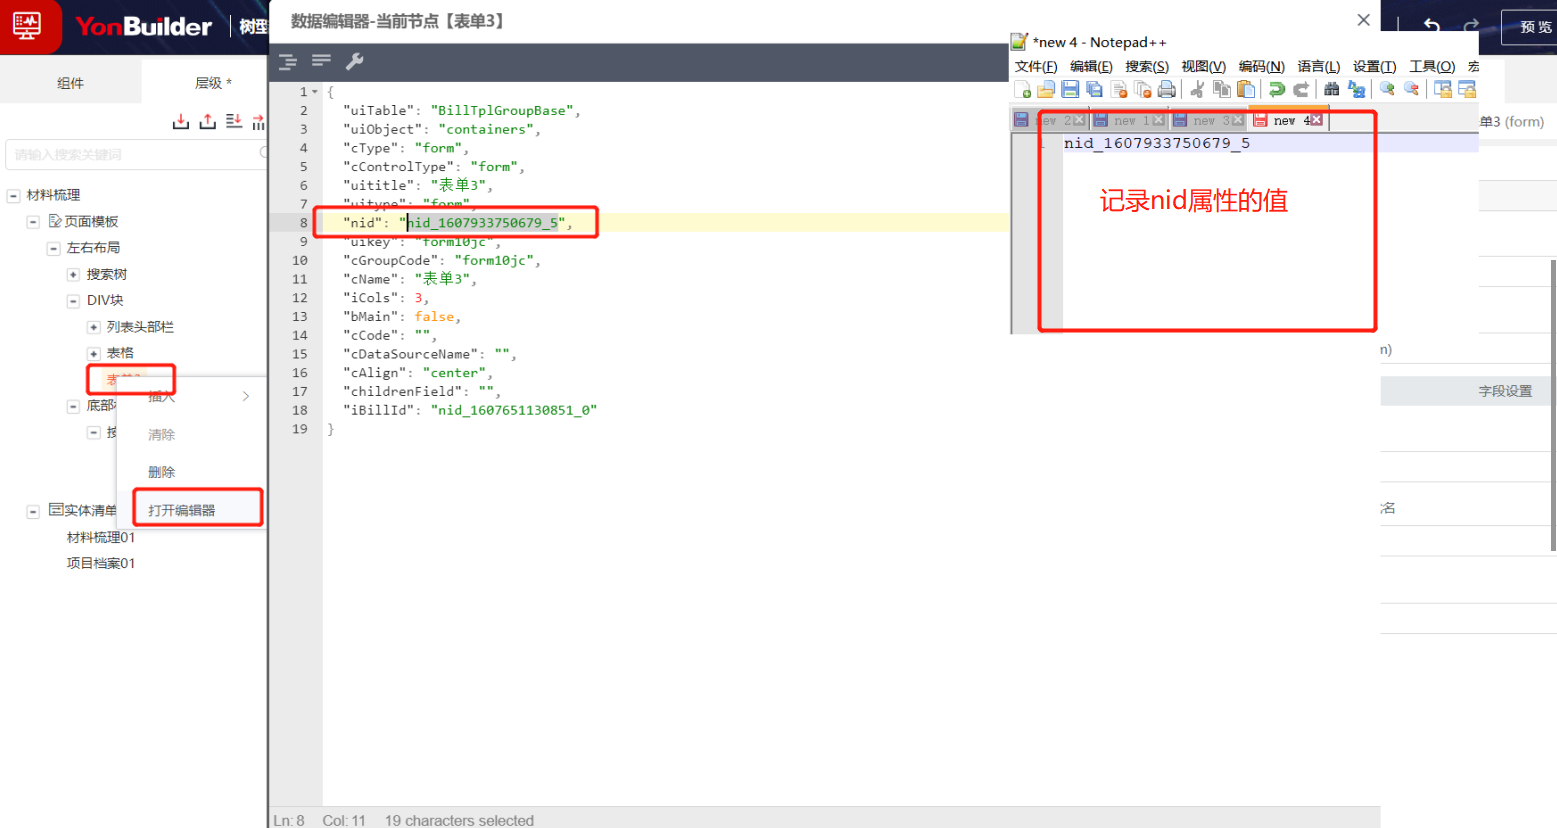 YonBuilder
树型
数据编辑器-当前节点【表单3】
预览
组件
层级 *
请输入搜索关键词
材料梳理
页面模板
左右布局
搜索树
DIV块
列表头部栏
表格
插入
底部
清除
按
删除
打开编辑器
实体清单
材料梳理01
项目档案01
1 {
2 "uiTable": "BillTplGroupBase",
3 "uiObject": "containers",
4 "cType": "form",
5 "cControlType": "form",
6 "uititle": "表单3",
7 "uitype": "form",
8 "nid": "nid_1607933750679_5",
9 "uikey": "form10jc",
10 "cGroupCode": "form10jc",
11 "cName": "表单3",
12 "iCols": 3,
13 "bMain": false,
14 "cCode": "",
15 "cDataSourceName": "",
16 "cAlign": "center",
17 "childrenField": "",
18 "iBillId": "nid_1607651130851_0"
19 }
Ln: 8 Col: 11 19 characters selected
*new 4 - Notepad++
文件(F) 编辑(E) 搜索(S) 视图(V) 编码(N) 语言(L) 设置(T) 工具(O) 宏
new 2 new 1 new 3 new 4
1 nid_1607933750679_5
记录nid属性的值
单3 (form)
n)
字段设置
名